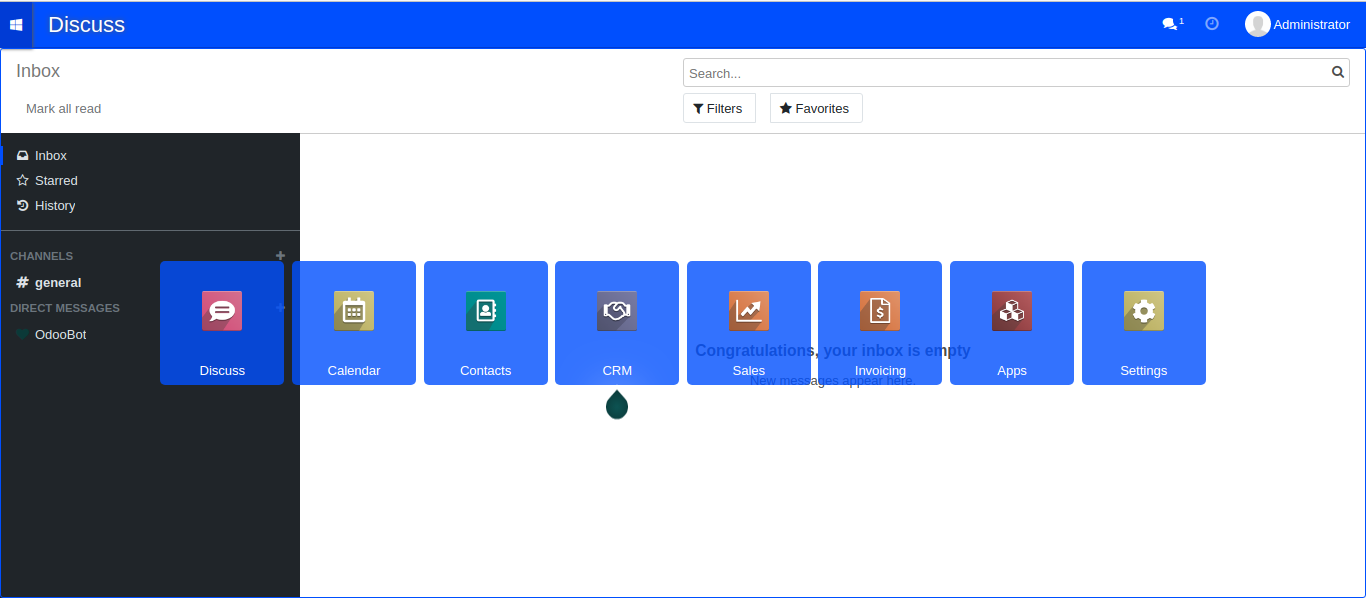 Discuss
1
Administrator
Inbox
Search...
Mark all read
Filters
Favorites
Inbox
Starred
History
CHANNELS
# general
DIRECT MESSAGES
OdooBot
Congratulations, your inbox is empty
New messages appear here.
Discuss
Calendar
Contacts
CRM
Sales
Invoicing
Apps
Settings